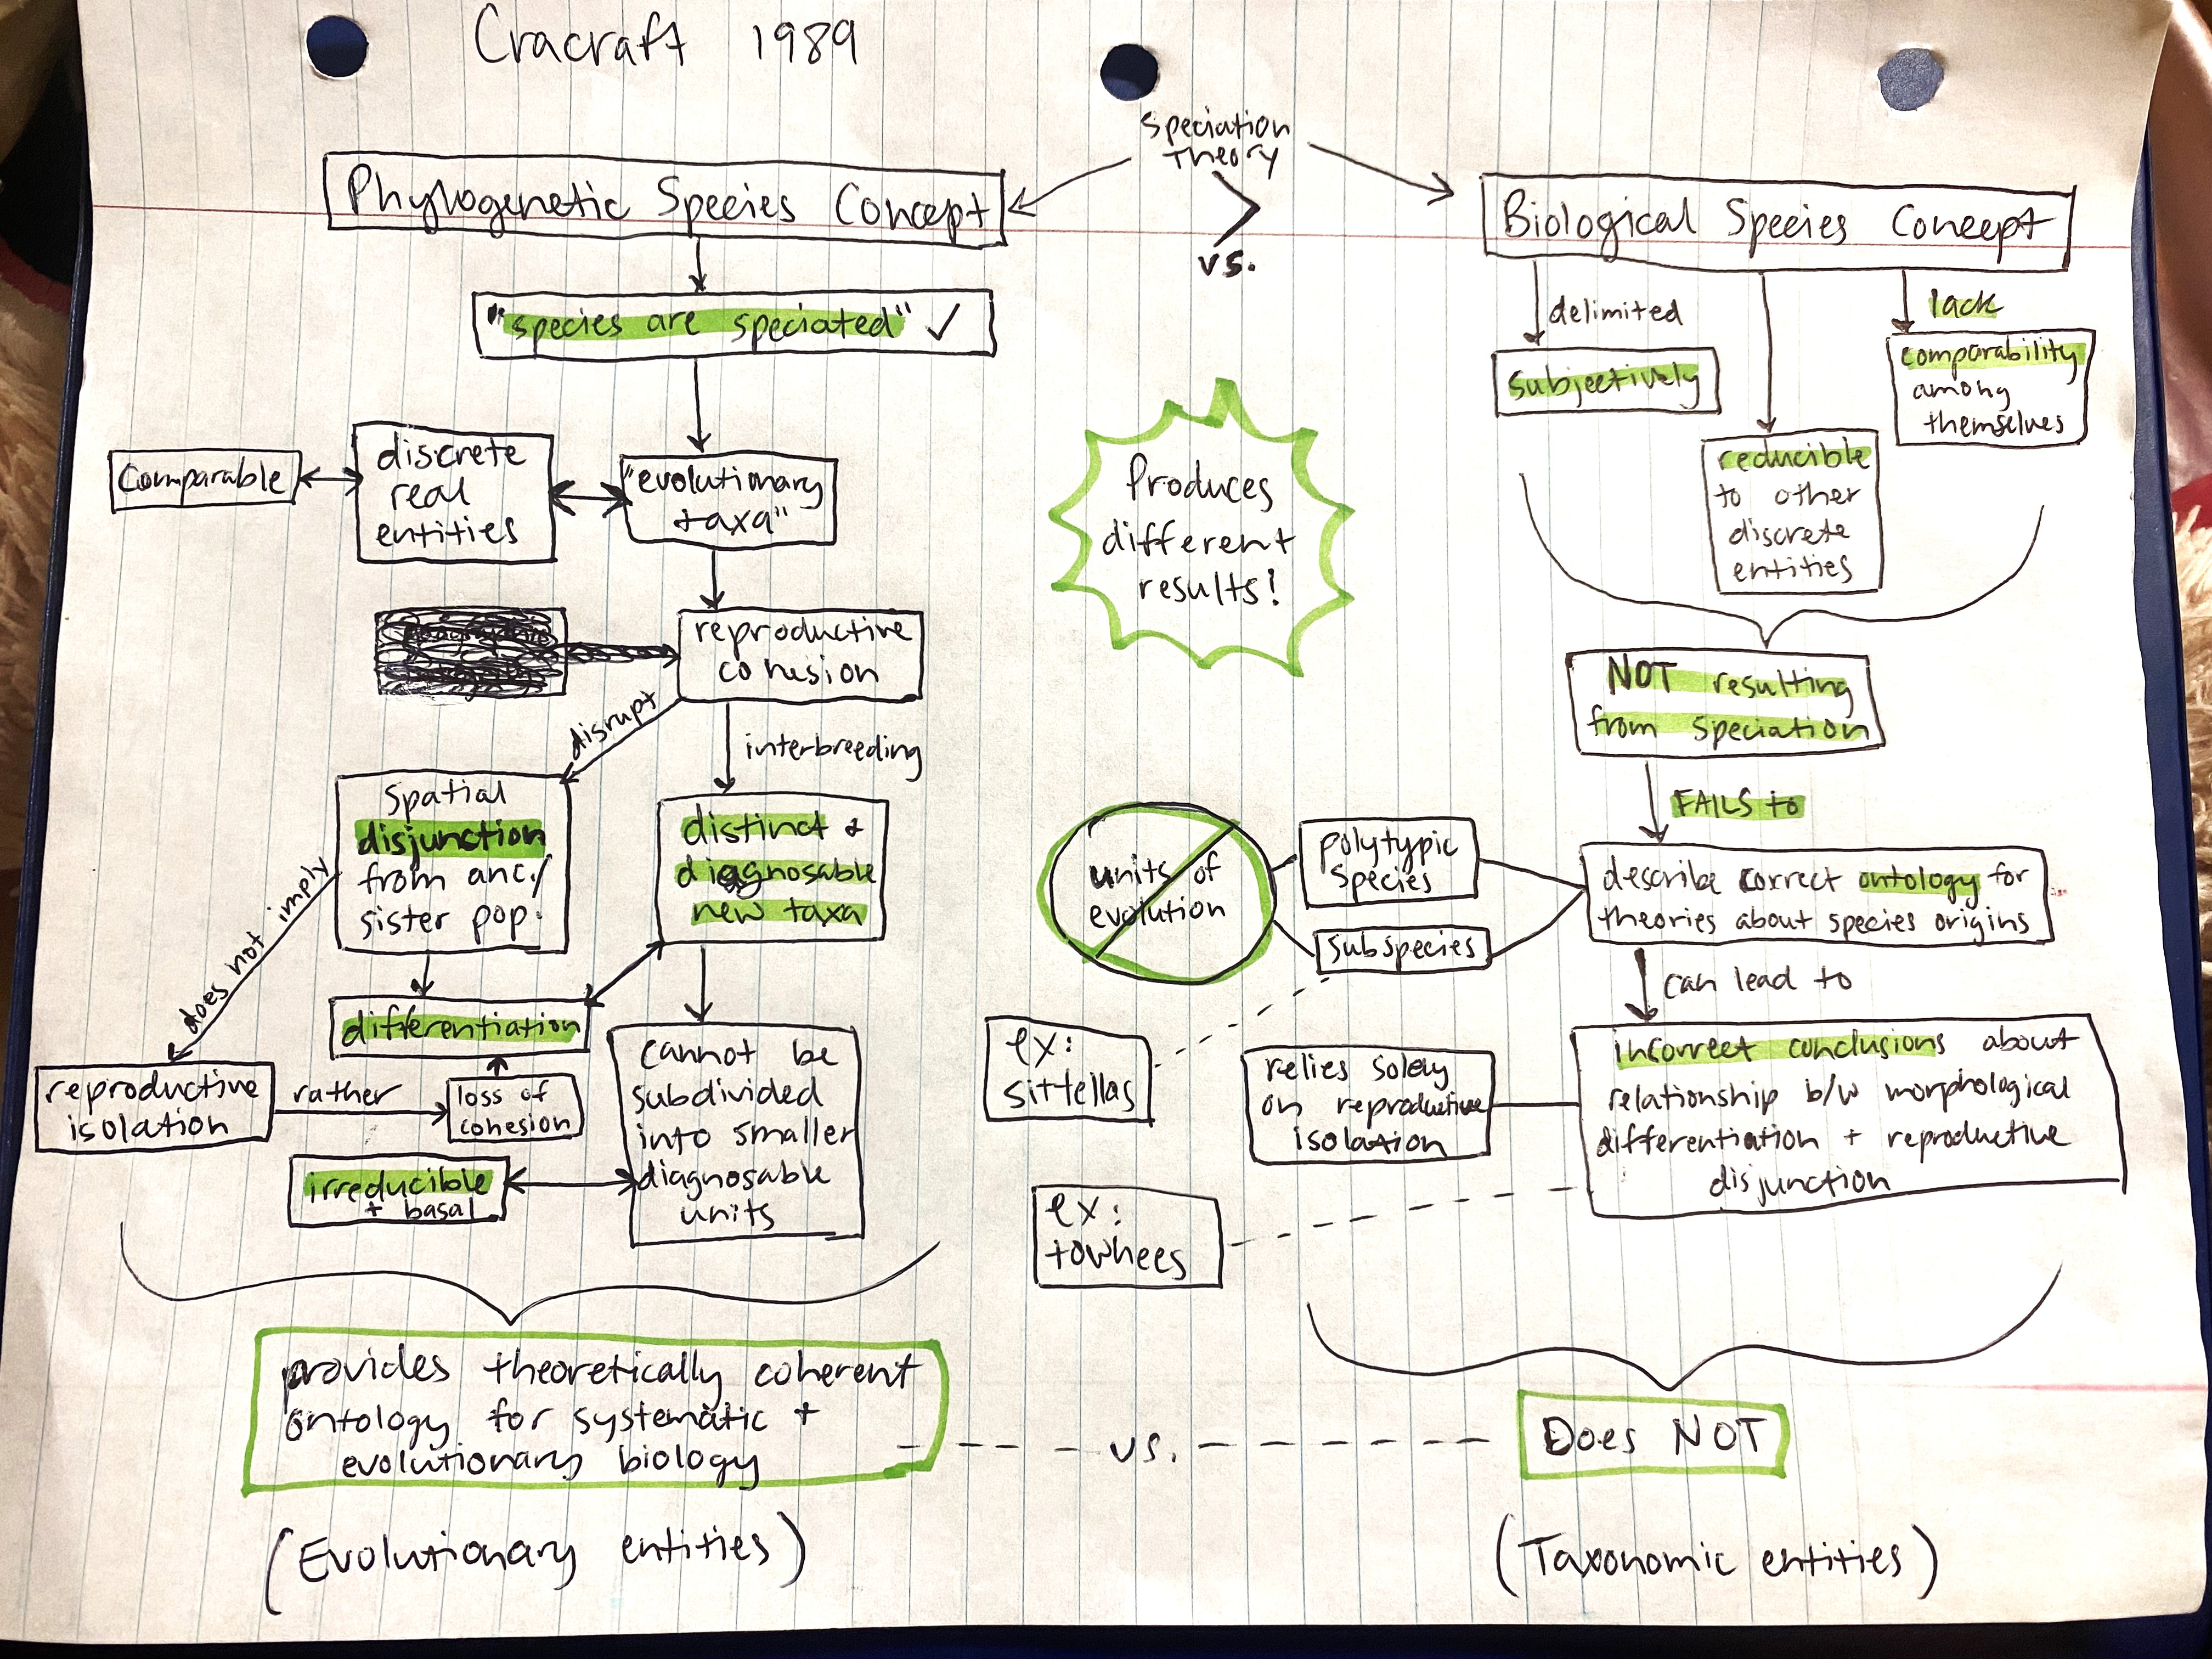 Cracraft 1989
Speciation
Theory
>
vs.
Phylogenetic Species Concept
"species are speciated" ✓
Comparable
discrete
real
entities
"evolutionary
taxa"
reproductive
cohesion
disrupt
interbreeding
Spatial
disjunction
from anc./
sister pop.
distinct +
diagnosable
new taxa
does not imply
differentiation
reproductive
isolation
rather
loss of
cohesion
cannot be
subdivided
into smaller
diagnosable
units
irreducible
+ basal
provides theoretically coherent
ontology for systematic +
evolutionary biology
(Evolutionary entities)
Produces
different
results!
units of
evolution
polytypic
species
subspecies
ex:
sittellas
relies solely
on reproductive
isolation
ex:
towhees
vs.
Biological Species Concept
delimited
subjectively
reducible
to other
discrete
entities
lack
comparability
among
themselves
NOT resulting
from speciation
FAILS to
describe correct ontology for
theories about species origins
can lead to
incorrect conclusions about
relationship b/w morphological
differentiation + reproductive
disjunction
Does NOT
(Taxonomic entities)